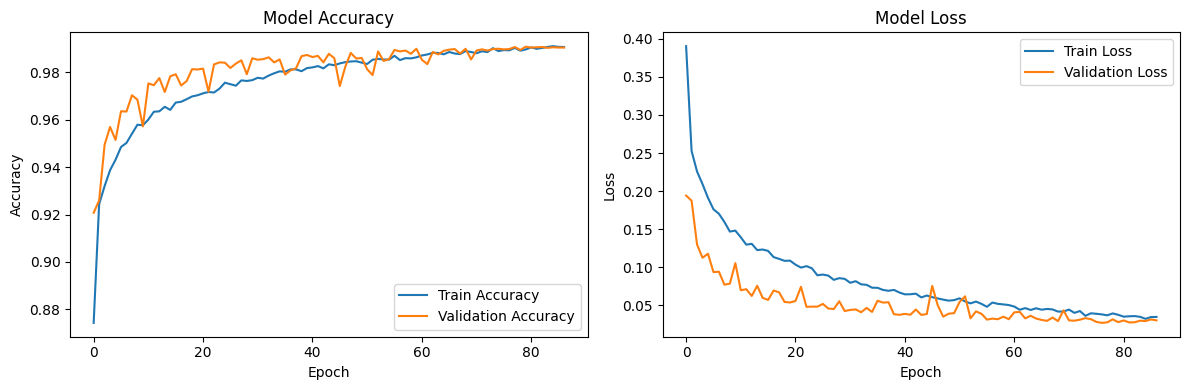 Model Accuracy
Accuracy
0.98
0.96
0.94
0.92
0.90
0.88
Train Accuracy
Validation Accuracy
0 20 40 60 80
Epoch
Model Loss
Loss
0.40
0.35
0.30
0.25
0.20
0.15
0.10
0.05
Train Loss
Validation Loss
0 20 40 60 80
Epoch